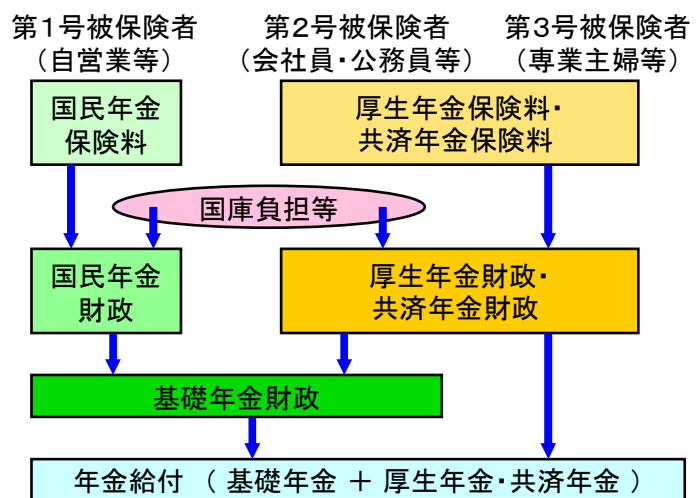 第1号被保険者
（自営業等）
第2号被保険者
（会社員・公務員等）
第3号被保険者
（専業主婦等）
国民年金
保険料
厚生年金保険料・
共済年金保険料
国庫負担等
国民年金
財政
厚生年金財政・
共済年金財政
基礎年金財政
年金給付 （ 基礎年金 ＋ 厚生年金・共済年金 ）